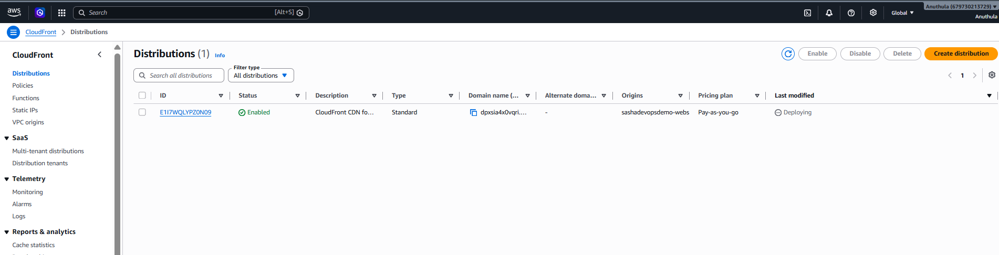 aws
Search [Alt+S]
Global
Anuthula (679730213729)
Anuthula
CloudFront > Distributions
CloudFront
Distributions
Policies
Functions
Static IPs
VPC origins
SaaS
Multi-tenant distributions
Distribution tenants
Telemetry
Monitoring
Alarms
Logs
Reports & analytics
Cache statistics
Distributions (1) Info
Enable Disable Delete Create distribution
Search all distributions
Filter type
All distributions
1
ID Status Description Type Domain name (... Alternate doma... Origins Pricing plan Last modified
E1I7WQLYPZ0N09 Enabled CloudFront CDN fo... Standard dpxsia4x0vqri.... - sashadevopsdemo-webs Pay-as-you-go Deploying